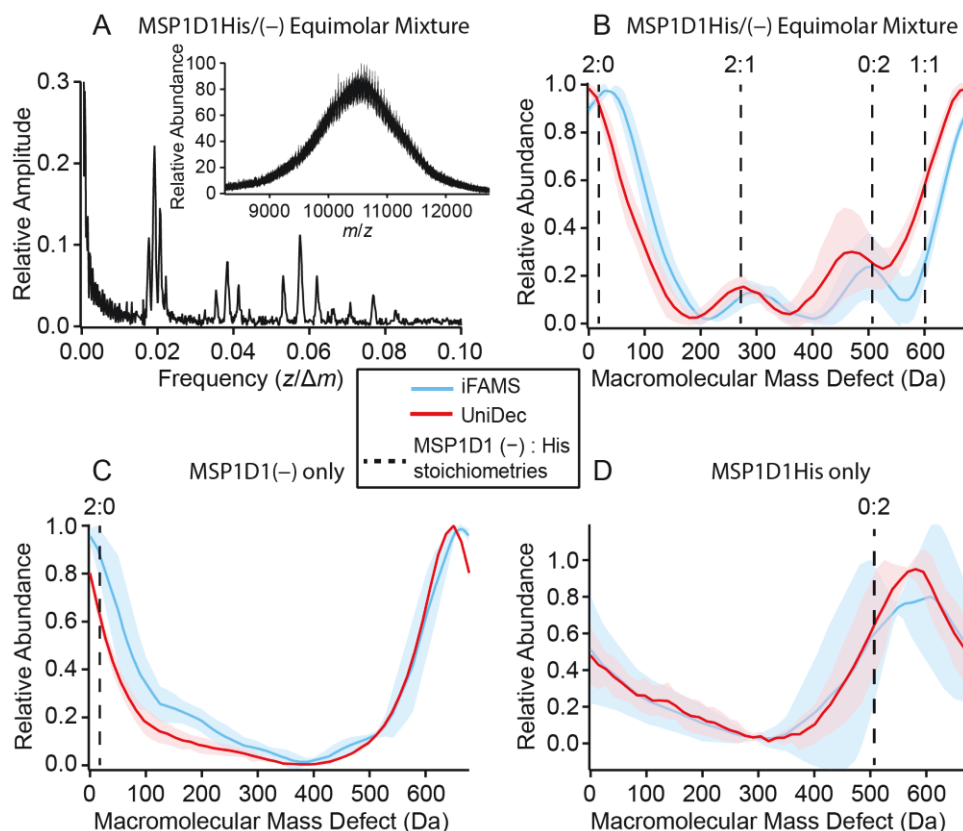 A
MSP1D1His/(–) Equimolar Mixture
Relative Amplitude
0.3
0.2
0.1
0.0
0.00 0.02 0.04 0.06 0.08 0.10
Frequency (z/Δm)
Relative Abundance
100
80
60
40
20
0
9000 10000 11000 12000
m/z
B
MSP1D1His/(–) Equimolar Mixture
2:0 2:1 0:2 1:1
Relative Abundance
1.0
0.8
0.6
0.4
0.2
0.0
0 100 200 300 400 500 600
Macromolecular Mass Defect (Da)
iFAMS
UniDec
MSP1D1 (–) : His
stoichiometries
C
MSP1D1(–) only
2:0
Relative Abundance
1.0
0.8
0.6
0.4
0.2
0.0
0 100 200 300 400 500 600
Macromolecular Mass Defect (Da)
D
MSP1D1His only
0:2
Relative Abundance
1.0
0.8
0.6
0.4
0.2
0.0
0 100 200 300 400 500 600
Macromolecular Mass Defect (Da)